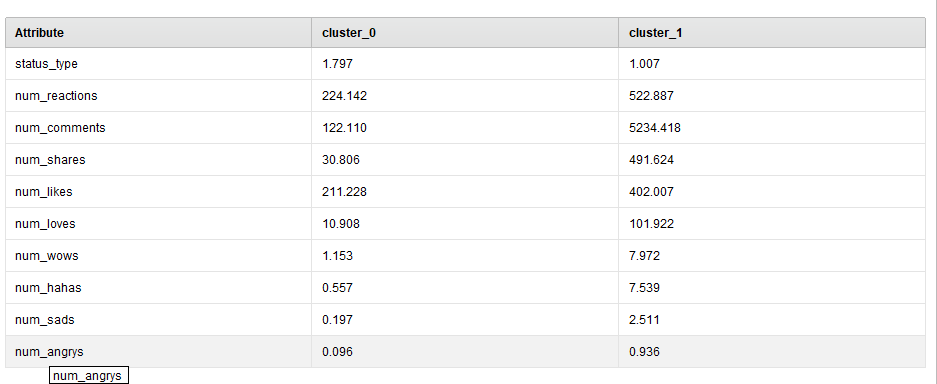 Attribute cluster_0 cluster_1
status_type 1.797 1.007
num_reactions 224.142 522.887
num_comments 122.110 5234.418
num_shares 30.806 491.624
num_likes 211.228 402.007
num_loves 10.908 101.922
num_wows 1.153 7.972
num_hahas 0.557 7.539
num_sads 0.197 2.511
num_angrys 0.096 0.936
num_angrys